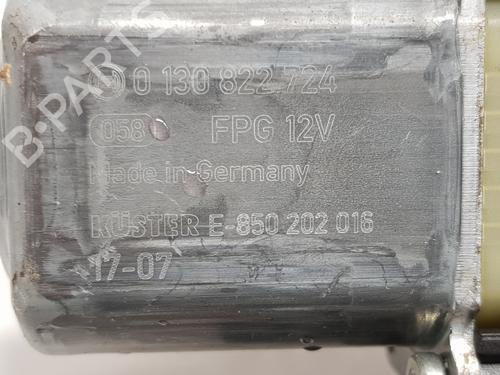 B-PARTS
0 130 822 724
058 FPG 12V
Made in Germany
KÜSTER E-850 202 016
17-07